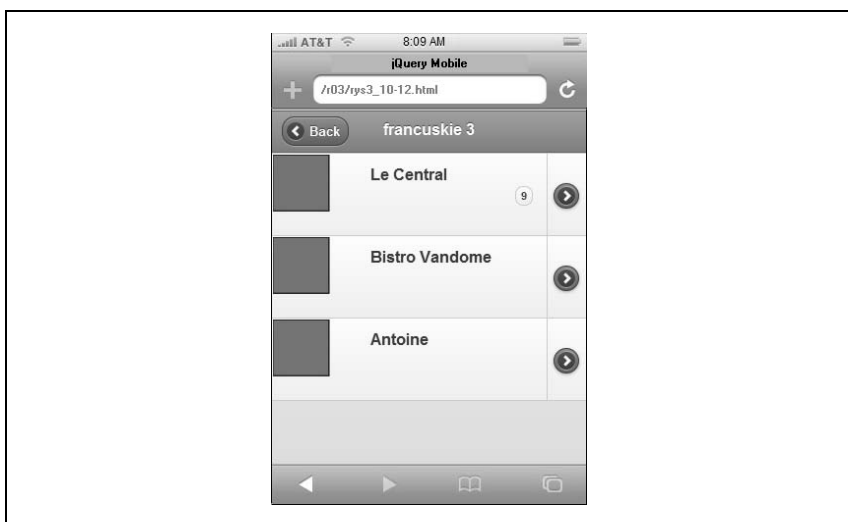 AT&T 8:09 AM
jQuery Mobile
/r03/rys3_10-12.html
Back francuskie 3
Le Central
9
Bistro Vandome
Antoine